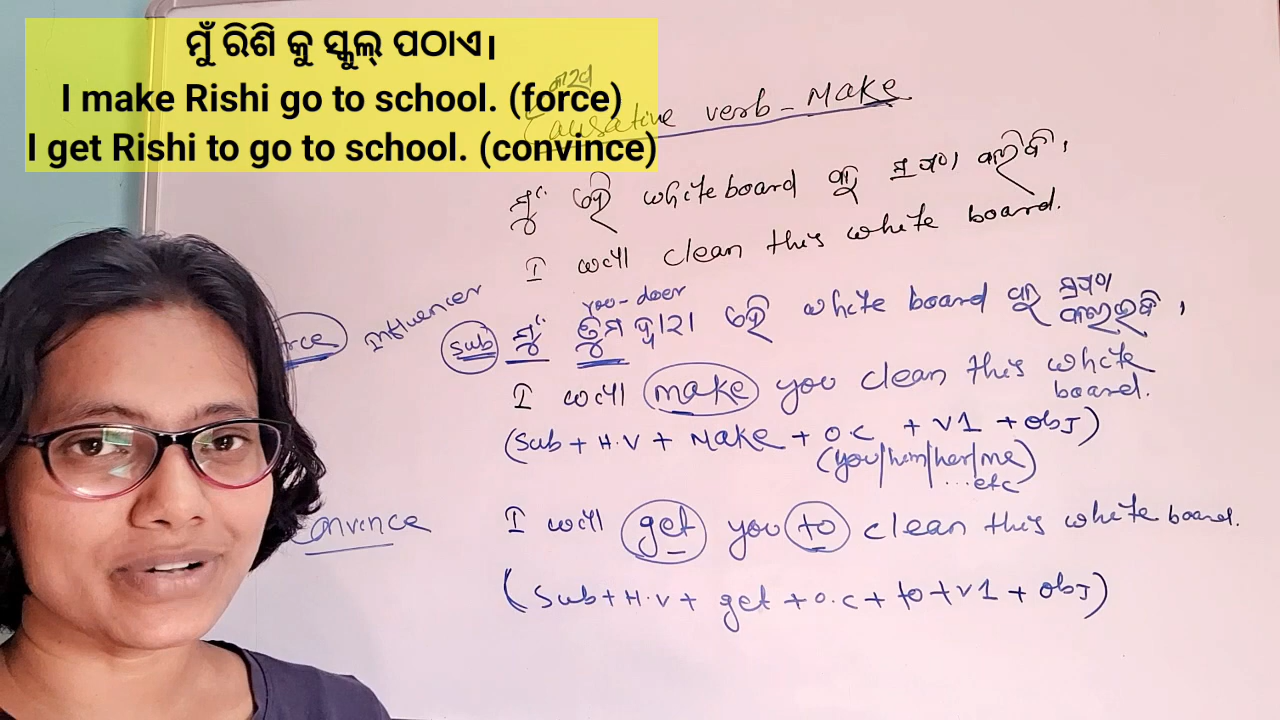 ମୁଁ ରିଶି କୁ ସ୍କୁଲ୍ ପଠାଏ।
I make Rishi go to school. (force)
I get Rishi to go to school. (convince)
Causative verb - Make
ମୁଁ ଏହି whiteboard କୁ ସଫା କରିବି।
I will clean this white board.
Influencer
you-doer
sub ମୁଁ ତୁମ ଦ୍ୱାରା ଏହି white board କୁ ସଫା
କରାଇବି।
I will make you clean this white
board.
(Sub + H.V + Make + O.C + V1 + obj)
(you/him/her/me
...etc)
convince I will get you to clean this white board.
(Sub + H.V + get + O.C + to + V1 + obj)